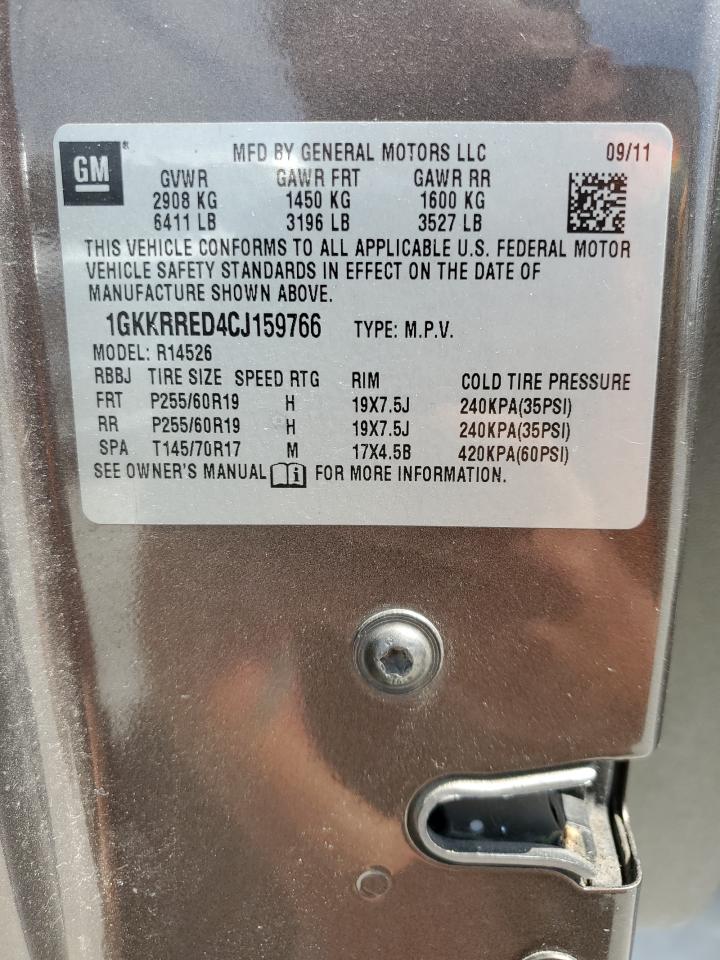 GM® MFD BY GENERAL MOTORS LLC 09/11
GVWR GAWR FRT GAWR RR
2908 KG 1450 KG 1600 KG
6411 LB 3196 LB 3527 LB
THIS VEHICLE CONFORMS TO ALL APPLICABLE U.S. FEDERAL MOTOR
VEHICLE SAFETY STANDARDS IN EFFECT ON THE DATE OF
MANUFACTURE SHOWN ABOVE.
1GKKRRED4CJ159766 TYPE: M.P.V.
MODEL: R14526
RBBJ TIRE SIZE SPEED RTG RIM COLD TIRE PRESSURE
FRT P255/60R19 H 19X7.5J 240KPA(35PSI)
RR P255/60R19 H 19X7.5J 240KPA(35PSI)
SPA T145/70R17 M 17X4.5B 420KPA(60PSI)
SEE OWNER'S MANUAL FOR MORE INFORMATION.